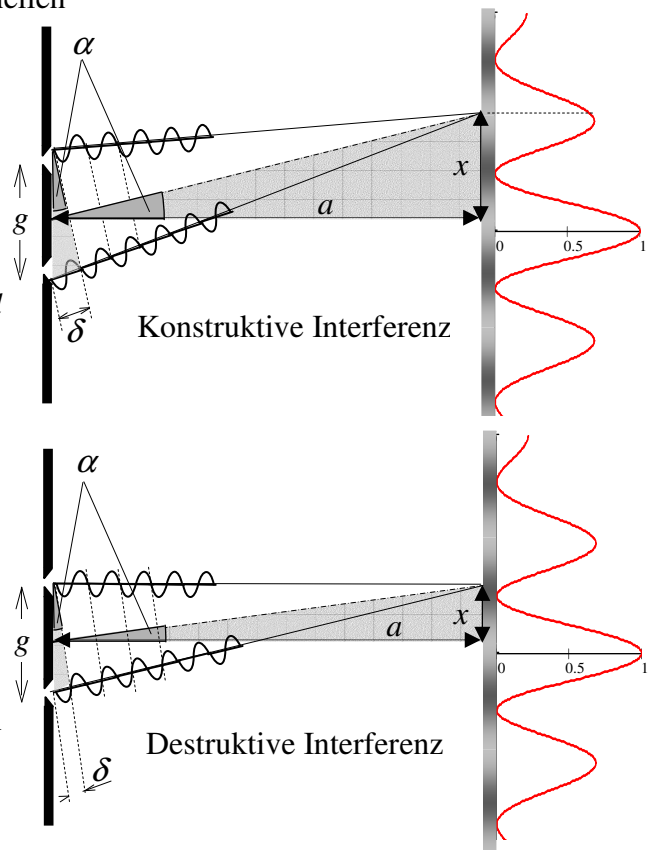 α
x
a
g
0 0.5 1
δ
Konstruktive Interferenz
α
x
a
g
0 0.5 1
Destruktive Interferenz
δ